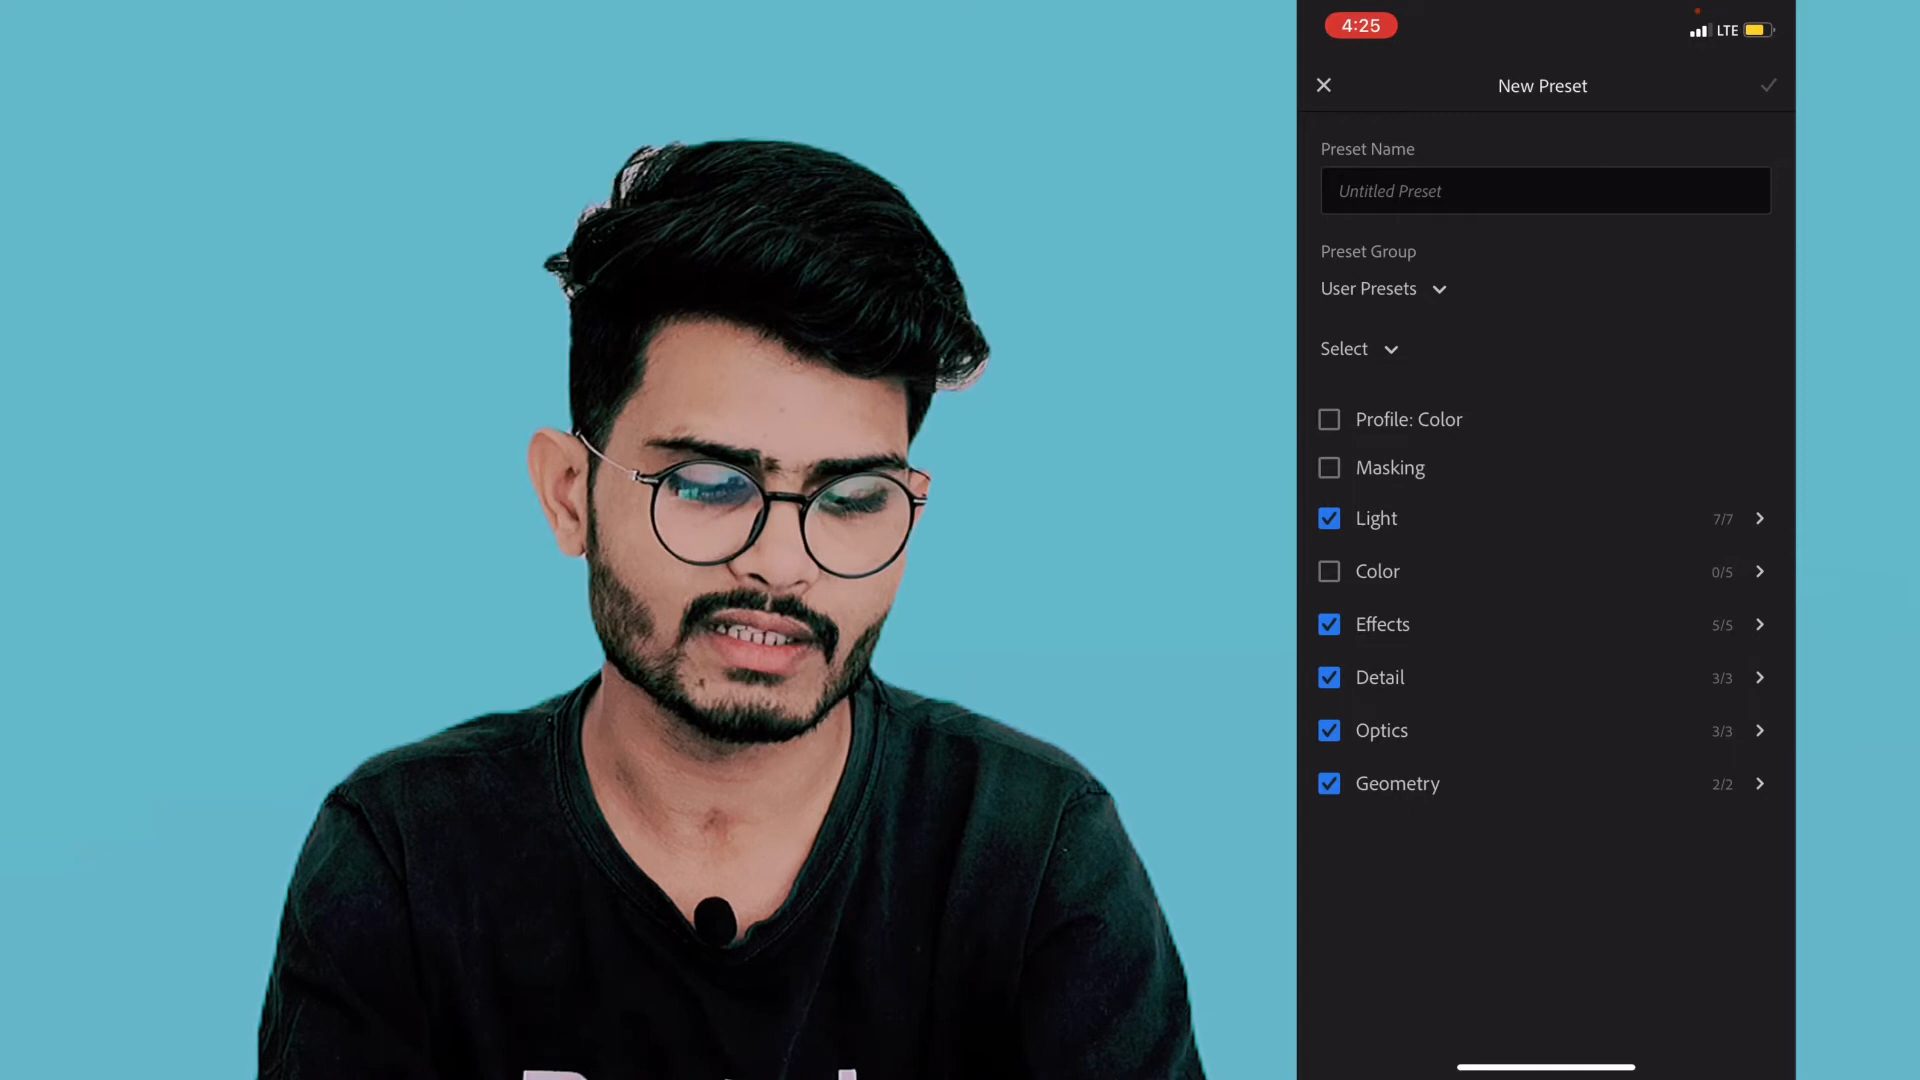 4:25
LTE
New Preset
Preset Name
Untitled Preset
Preset Group
User Presets
Select
Profile: Color
Masking
Light 7/7
Color 0/5
Effects 5/5
Detail 3/3
Optics 3/3
Geometry 2/2